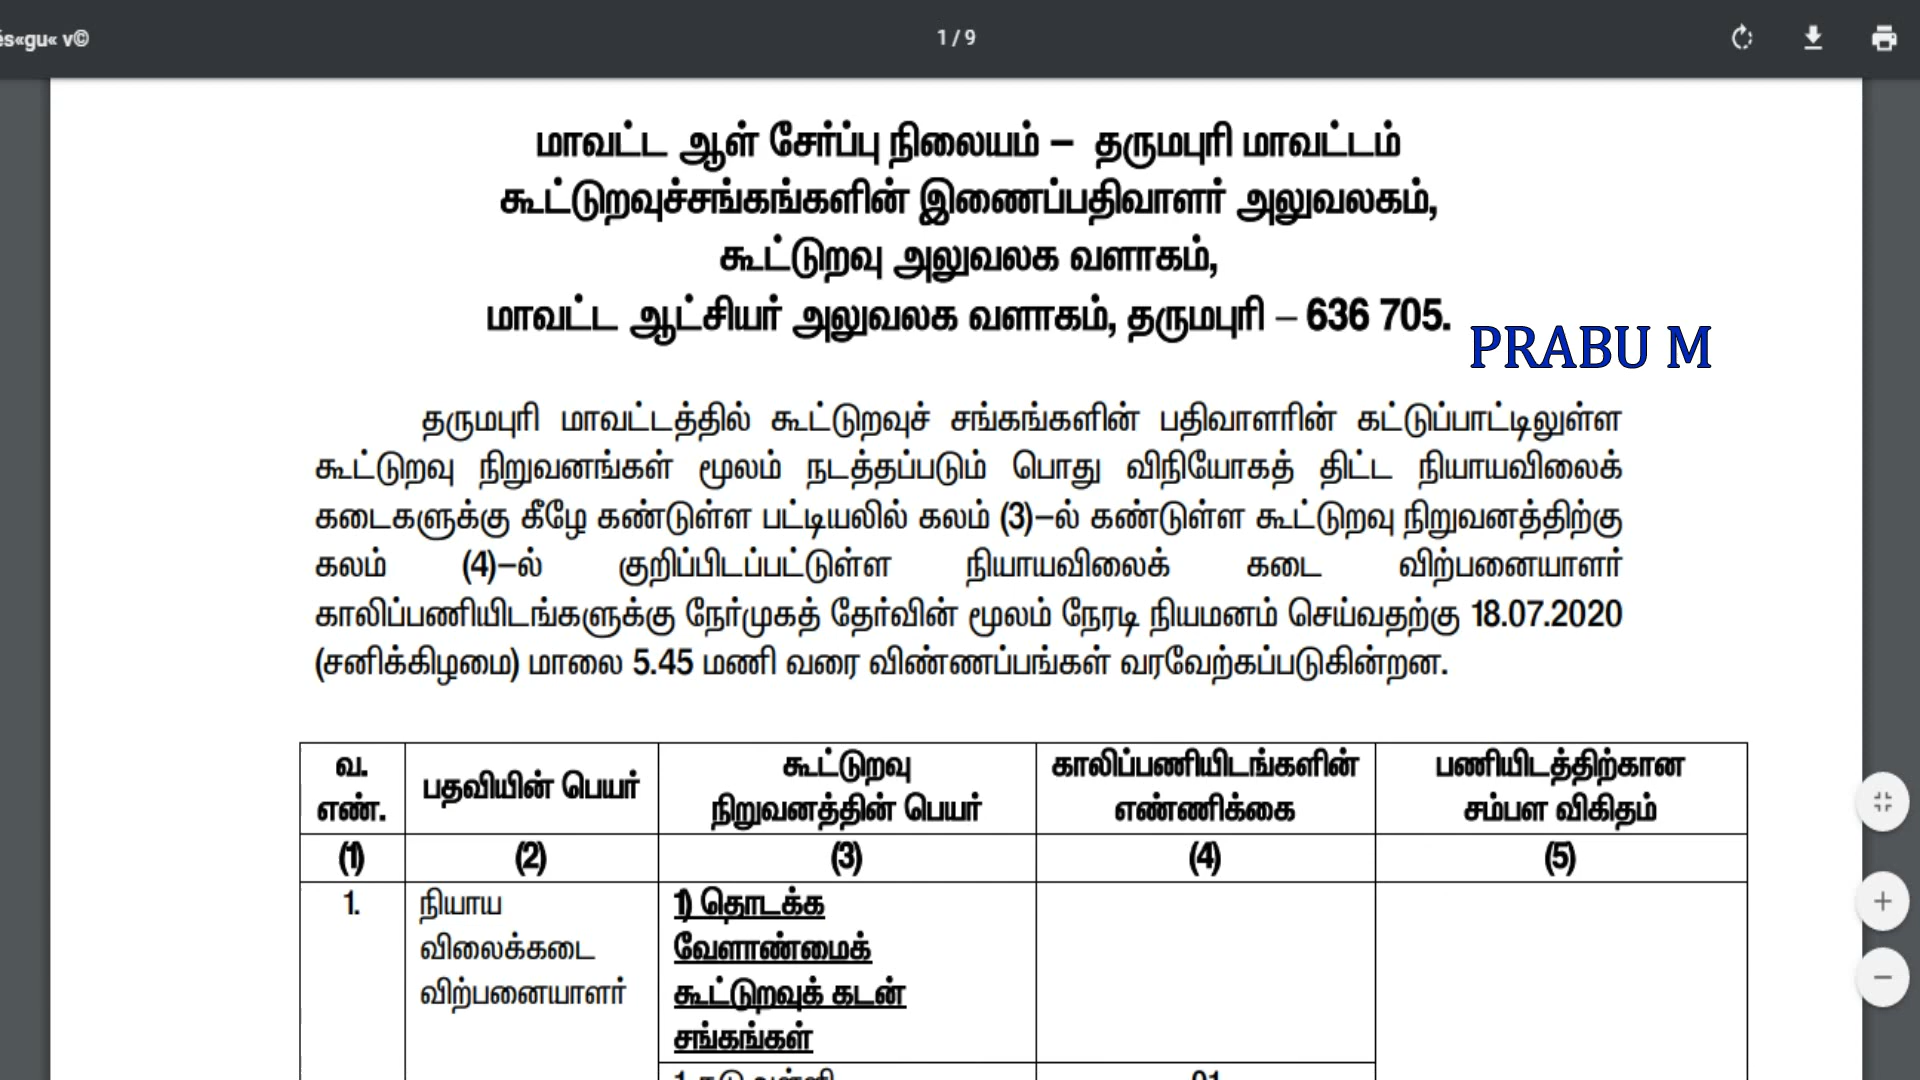 és«gu« v©
1 / 9
மாவட்ட ஆள் சேர்ப்பு நிலையம் – தருமபுரி மாவட்டம்
கூட்டுறவுச்சங்கங்களின் இணைப்பதிவாளர் அலுவலகம்,
கூட்டுறவு அலுவலக வளாகம்,
மாவட்ட ஆட்சியர் அலுவலக வளாகம், தருமபுரி – 636 705.
PRABU M
தருமபுரி மாவட்டத்தில் கூட்டுறவுச் சங்கங்களின் பதிவாளரின் கட்டுப்பாட்டிலுள்ள
கூட்டுறவு நிறுவனங்கள் மூலம் நடத்தப்படும் பொது விநியோகத் திட்ட நியாயவிலைக்
கடைகளுக்கு கீழே கண்டுள்ள பட்டியலில் கலம் (3)–ல் கண்டுள்ள கூட்டுறவு நிறுவனத்திற்கு
கலம் (4)–ல் குறிப்பிடப்பட்டுள்ள நியாயவிலைக் கடை விற்பனையாளர்
காலிப்பணியிடங்களுக்கு நேர்முகத் தேர்வின் மூலம் நேரடி நியமனம் செய்வதற்கு 18.07.2020
(சனிக்கிழமை) மாலை 5.45 மணி வரை விண்ணப்பங்கள் வரவேற்கப்படுகின்றன.
வ. எண்.
பதவியின் பெயர்
கூட்டுறவு நிறுவனத்தின் பெயர்
காலிப்பணியிடங்களின் எண்ணிக்கை
பணியிடத்திற்கான சம்பள விகிதம்
(1) (2) (3) (4) (5)
1.
நியாய
விலைக்கடை
விற்பனையாளர்
1) தொடக்க
வேளாண்மைக்
கூட்டுறவுக் கடன்
சங்கங்கள்